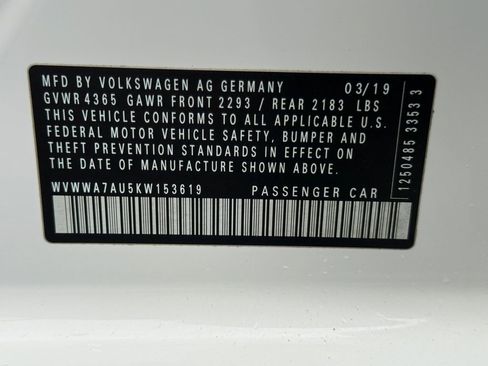 MFD BY VOLKSWAGEN AG GERMANY 03/19
GVWR 4365 GAWR FRONT 2293 / REAR 2183 LBS
THIS VEHICLE CONFORMS TO ALL APPLICABLE U.S.
FEDERAL MOTOR VEHICLE SAFETY, BUMPER AND
THEFT PREVENTION STANDARDS IN EFFECT ON
THE DATE OF MANUFACTURE SHOWN ABOVE.
WVWWA7AU5KW153619 PASSENGER CAR
1250485 3353 3